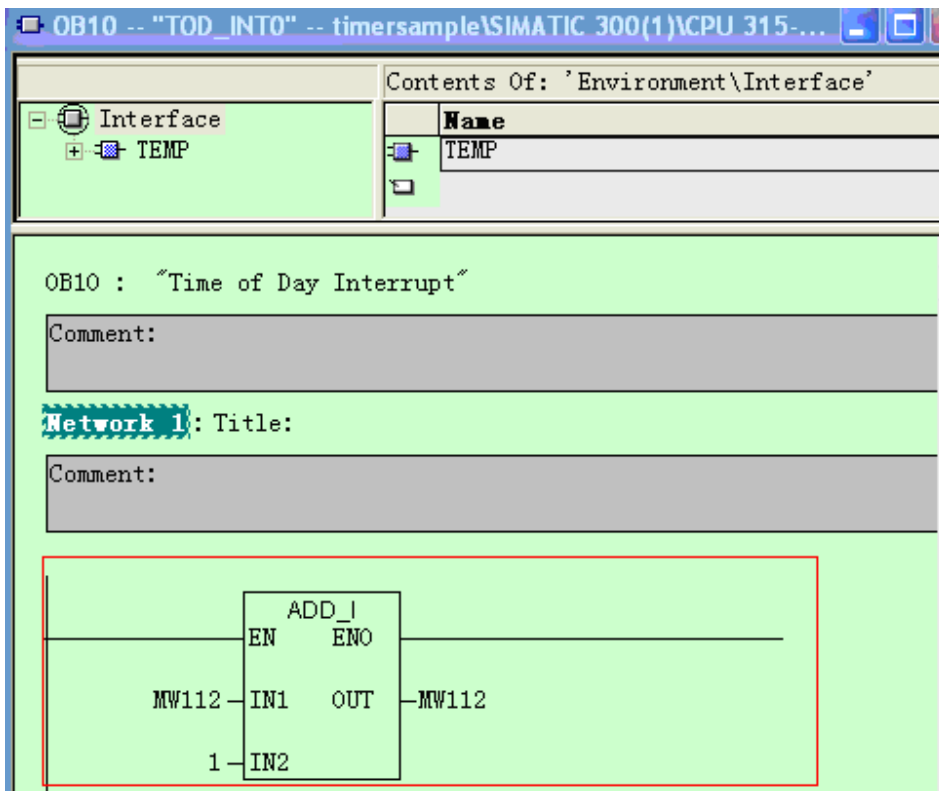 OB10 -- "TOD_INT0" -- timersample\SIMATIC 300(1)\CPU 315-...
Contents Of: 'Environment\Interface'
Interface
Name
TEMP
TEMP
OB10 : "Time of Day Interrupt"
Comment:
Network 1: Title:
Comment:
ADD_I
EN ENO
MW112 IN1 OUT MW112
1 IN2